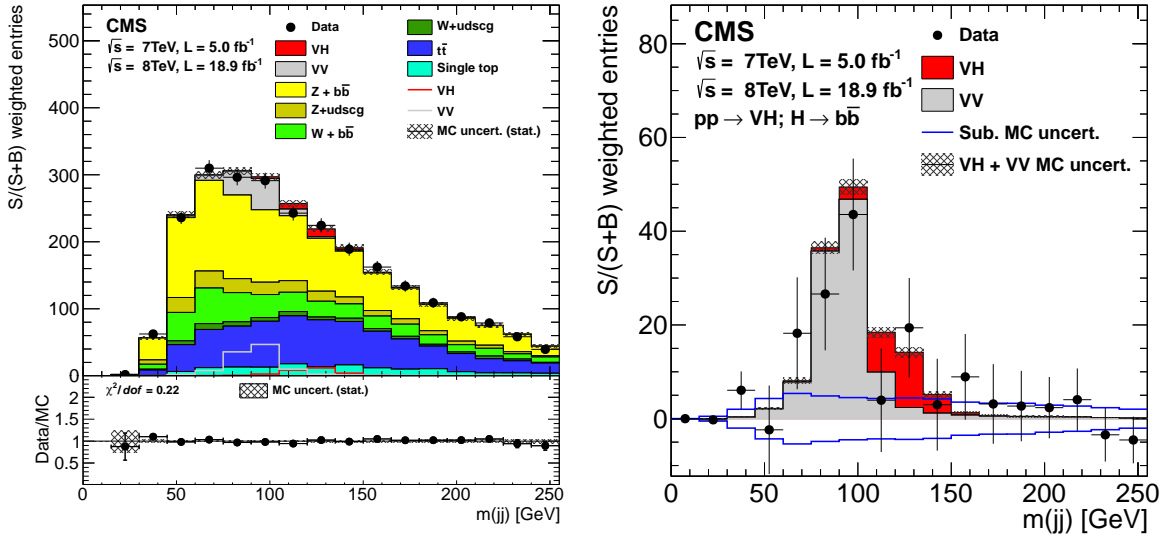 CMS
√s = 7TeV, L = 5.0 fb⁻¹
√s = 8TeV, L = 18.9 fb⁻¹
Data
VH
VV
Z + bb̅
Z+udscg
W + bb̅
W+udscg
tt̅
Single top
VH
VV
MC uncert. (stat.)
S/(S+B) weighted entries
500
400
300
200
100
0
χ²/dof = 0.22
MC uncert. (stat.)
Data/MC
2
1.5
1
0.5
0 50 100 150 200 250
m(jj) [GeV]
CMS
√s = 7TeV, L = 5.0 fb⁻¹
√s = 8TeV, L = 18.9 fb⁻¹
pp → VH; H → bb̅
Data
VH
VV
Sub. MC uncert.
VH + VV MC uncert.
S/(S+B) weighted entries
80
60
40
20
0
0 50 100 150 200 250
m(jj) [GeV]